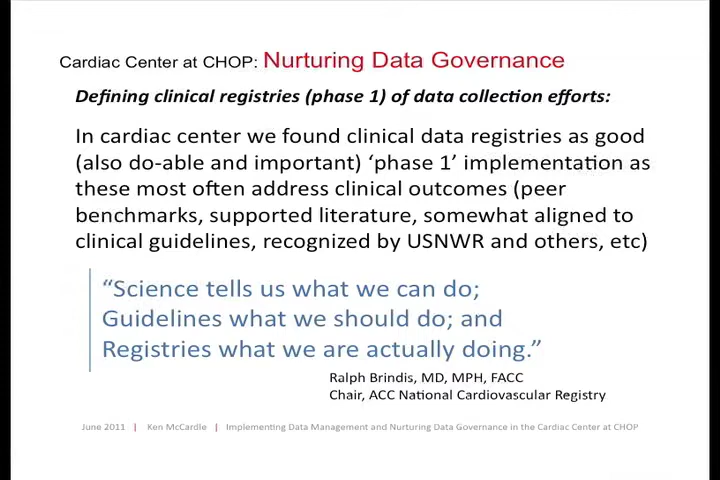 Cardiac Center at CHOP: Nurturing Data Governance
Defining clinical registries (phase 1) of data collection efforts:
In cardiac center we found clinical data registries as good
(also do-able and important) ‘phase 1’ implementation as
these most often address clinical outcomes (peer
benchmarks, supported literature, somewhat aligned to
clinical guidelines, recognized by USNWR and others, etc)
“Science tells us what we can do;
Guidelines what we should do; and
Registries what we are actually doing.”
Ralph Brindis, MD, MPH, FACC
Chair, ACC National Cardiovascular Registry
June 2011 | Ken McCardle | Implementing Data Management and Nurturing Data Governance in the Cardiac Center at CHOP